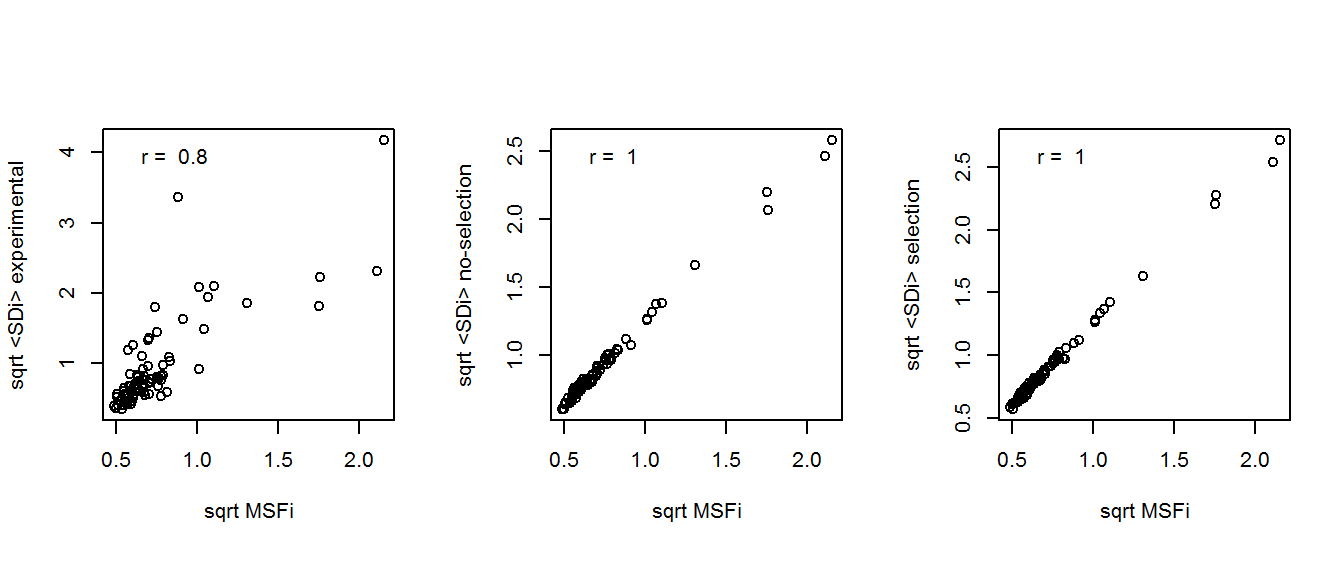 sqrt <SDi> experimental
4
3
2
1
r = 0.8
0.5 1.0 1.5 2.0
sqrt MSFi
sqrt <SDi> no-selection
2.5
2.0
1.5
1.0
r = 1
0.5 1.0 1.5 2.0
sqrt MSFi
sqrt <SDi> selection
2.5
2.0
1.5
1.0
0.5
r = 1
0.5 1.0 1.5 2.0
sqrt MSFi